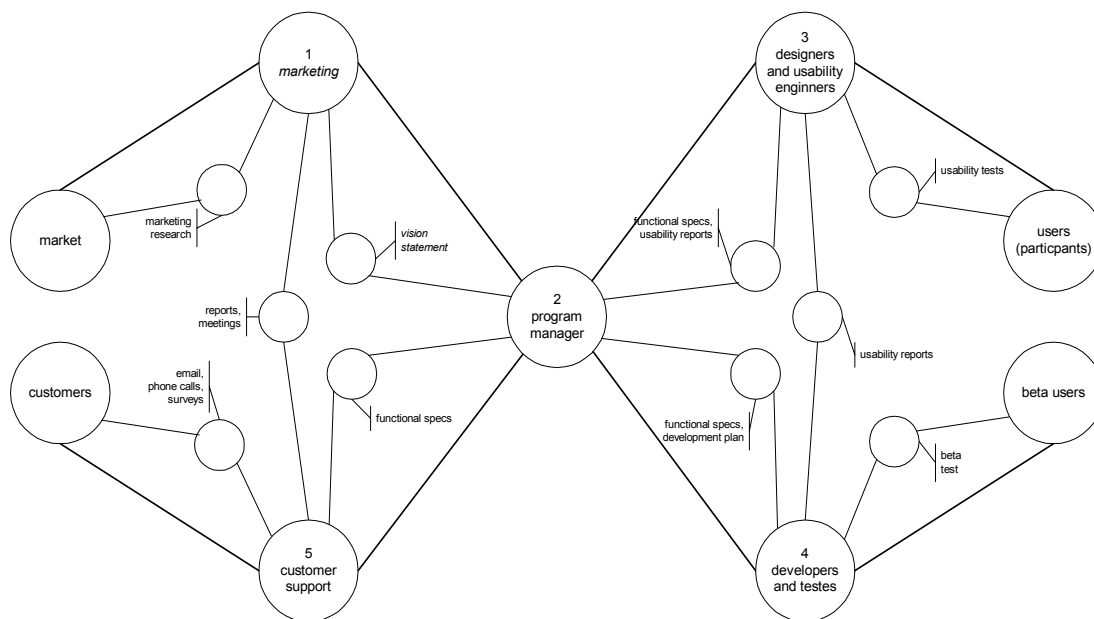 1
marketing
3
designers
and usability
enginners
usability tests
marketing
research
market
vision
statement
functional specs,
usability reports
users
(particpants)
2
program
manager
reports,
meetings
usability reports
customers
email,
phone calls,
surveys
functional specs
functional specs,
development plan
beta users
beta
test
5
customer
support
4
developers
and testes